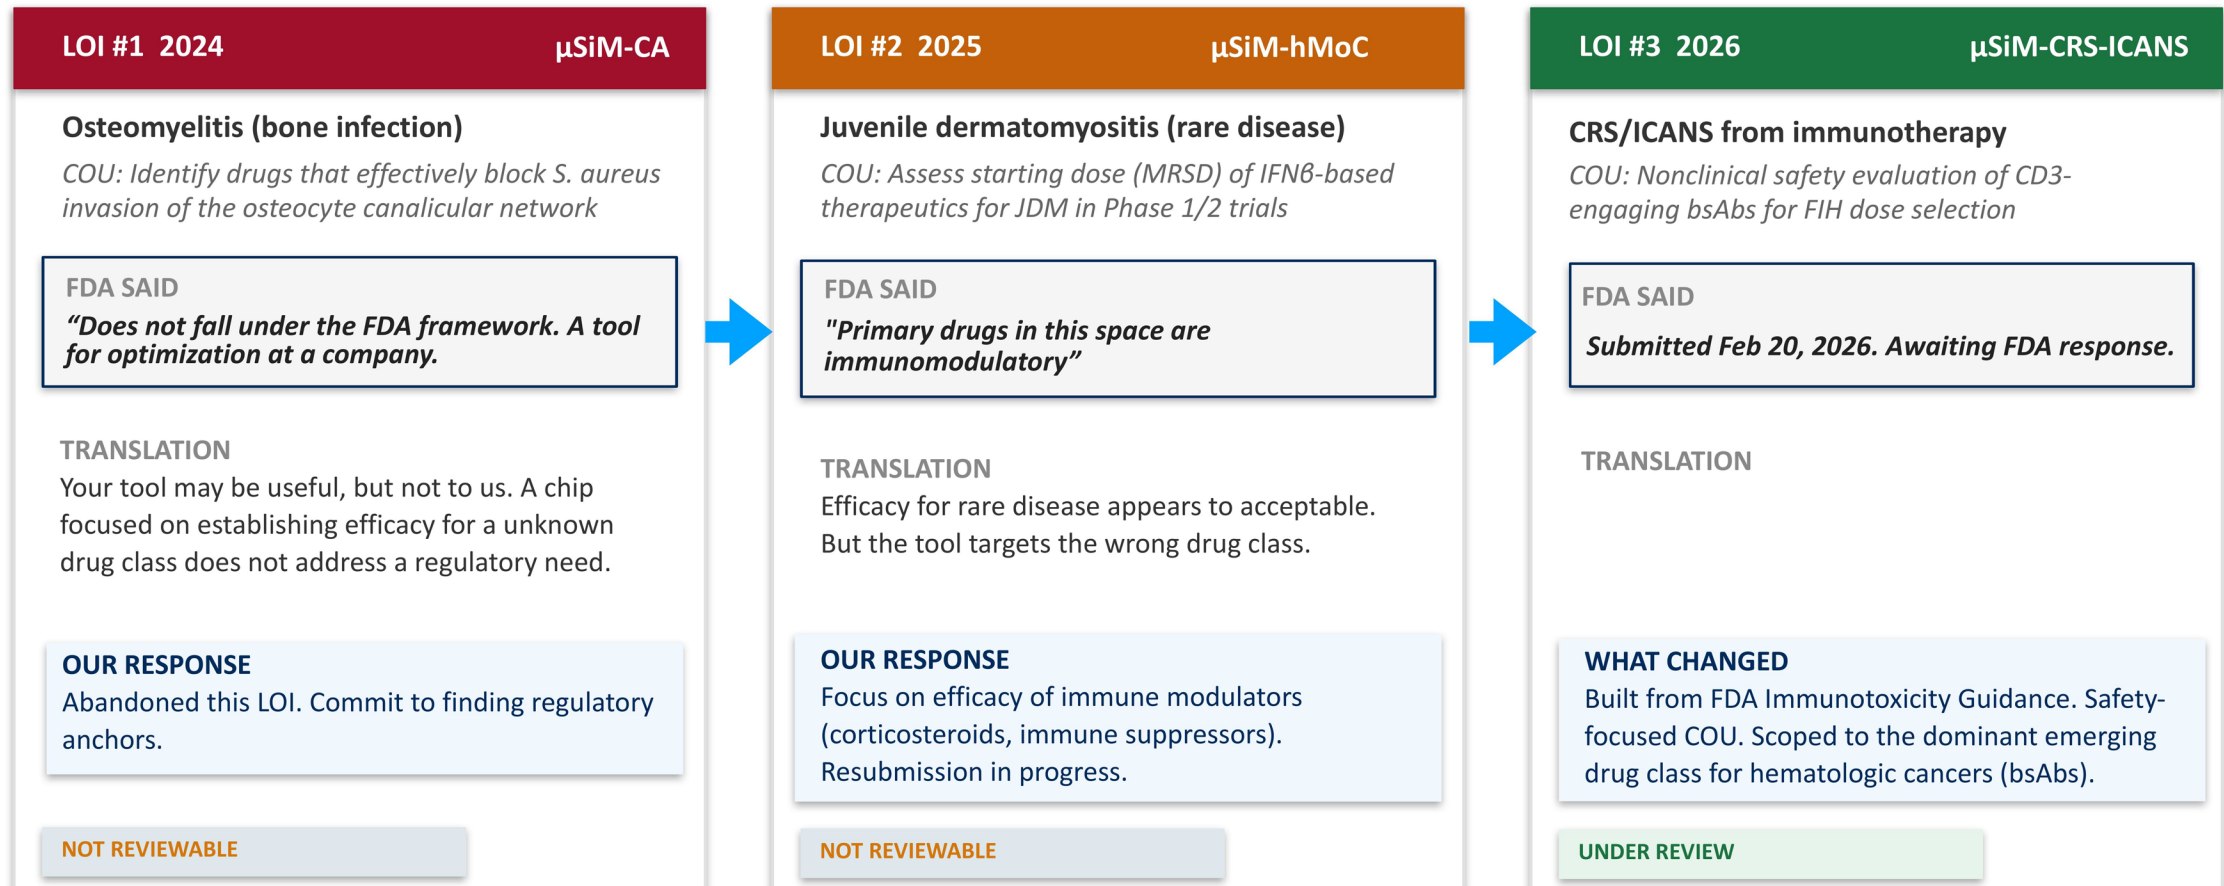 LOI #1 2024 µSiM-CA
Osteomyelitis (bone infection)
COU: Identify drugs that effectively block S. aureus
invasion of the osteocyte canalicular network
FDA SAID
“Does not fall under the FDA framework. A tool
for optimization at a company.
TRANSLATION
Your tool may be useful, but not to us. A chip
focused on establishing efficacy for a unknown
drug class does not address a regulatory need.
OUR RESPONSE
Abandoned this LOI. Commit to finding regulatory
anchors.
NOT REVIEWABLE
LOI #2 2025 µSiM-hMoC
Juvenile dermatomyositis (rare disease)
COU: Assess starting dose (MRSD) of IFNβ-based
therapeutics for JDM in Phase 1/2 trials
FDA SAID
"Primary drugs in this space are
immunomodulatory”
TRANSLATION
Efficacy for rare disease appears to acceptable.
But the tool targets the wrong drug class.
OUR RESPONSE
Focus on efficacy of immune modulators
(corticosteroids, immune suppressors).
Resubmission in progress.
NOT REVIEWABLE
LOI #3 2026 µSiM-CRS-ICANS
CRS/ICANS from immunotherapy
COU: Nonclinical safety evaluation of CD3-
engaging bsAbs for FIH dose selection
FDA SAID
Submitted Feb 20, 2026. Awaiting FDA response.
TRANSLATION
WHAT CHANGED
Built from FDA Immunotoxicity Guidance. Safety-
focused COU. Scoped to the dominant emerging
drug class for hematologic cancers (bsAbs).
UNDER REVIEW